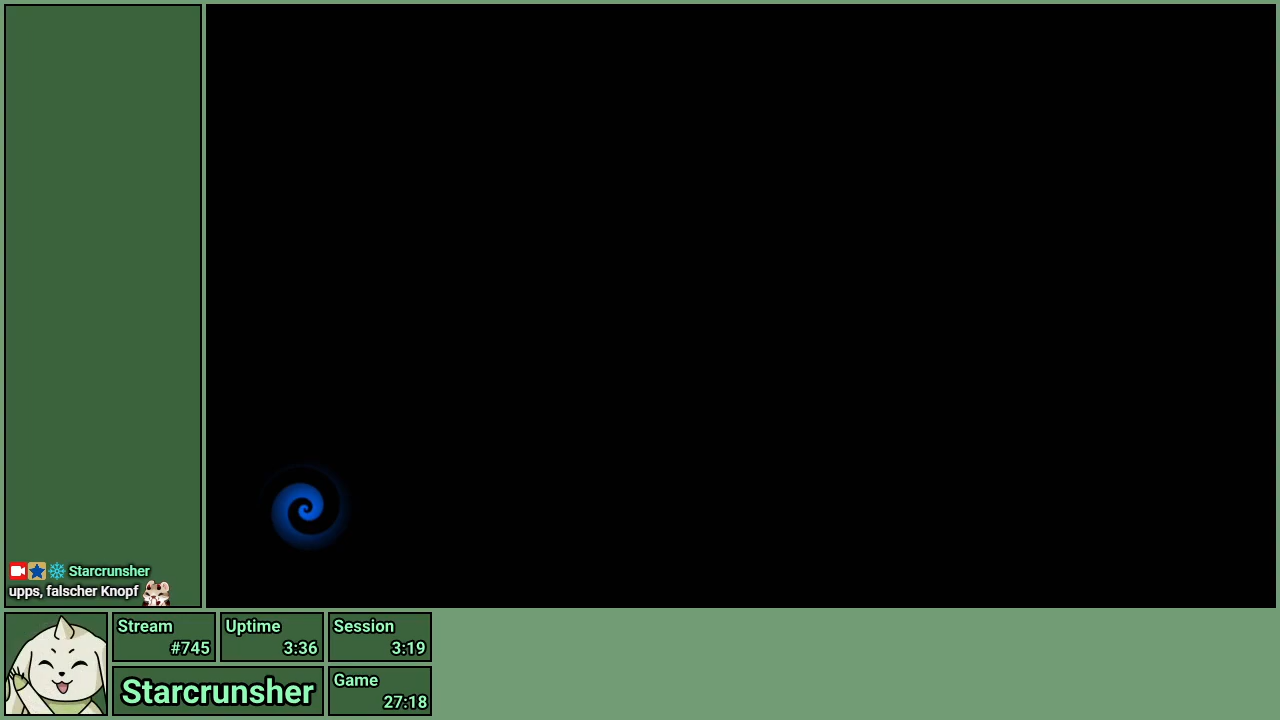 Starcrunsher
upps, falscher Knopf
Stream
#745
Uptime
3:36
Session
3:19
Starcrunsher
Game
27:18